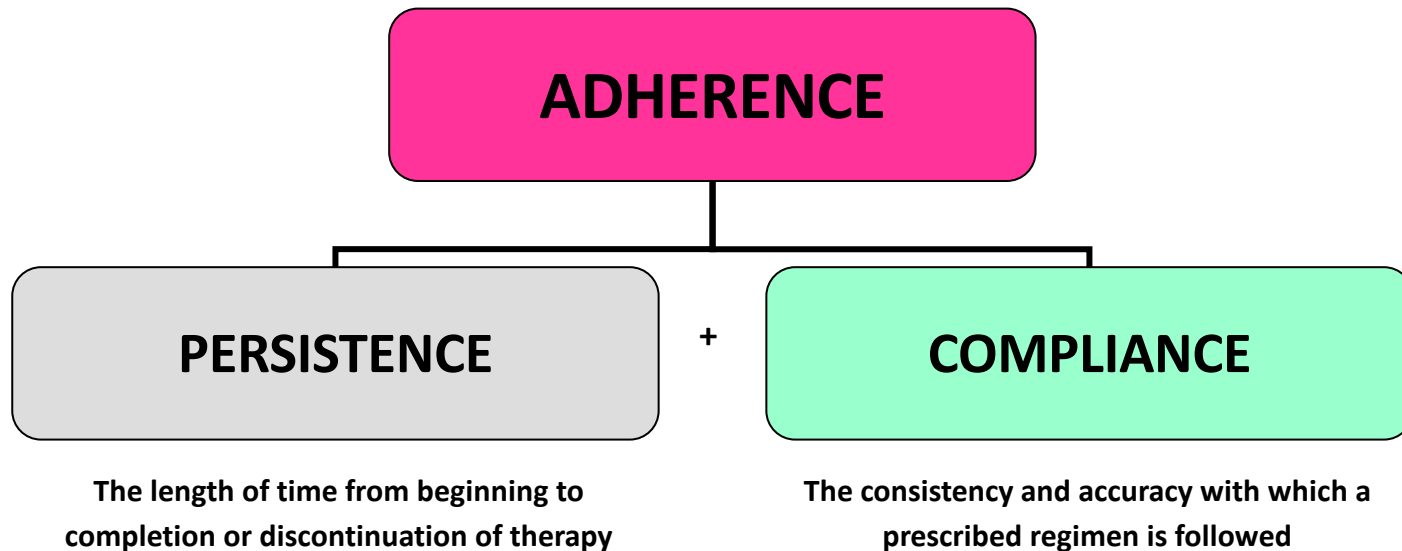 ADHERENCE
PERSISTENCE
+
COMPLIANCE
The length of time from beginning to
completion or discontinuation of therapy
The consistency and accuracy with which a
prescribed regimen is followed